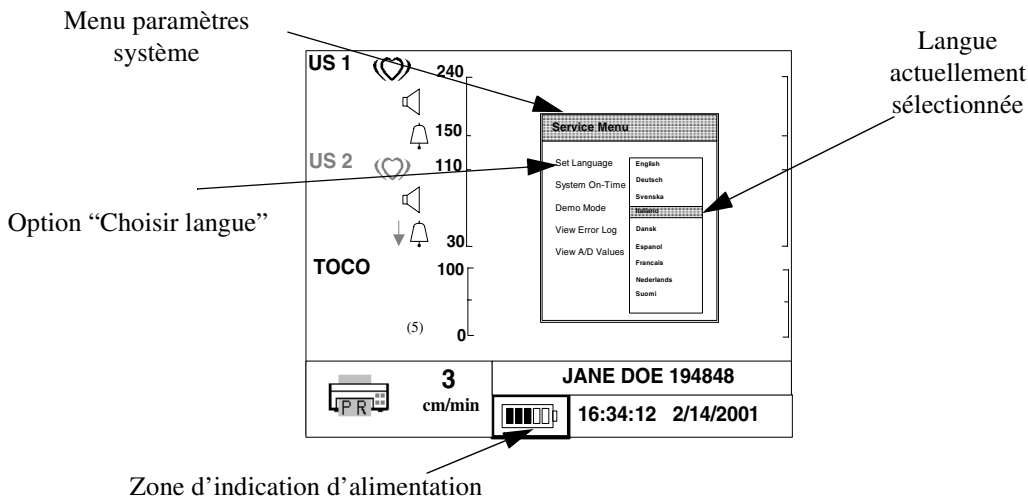 Menu paramètres
système
Langue
actuellement
sélectionnée
US 1
240
150
US 2
110
Option “Choisir langue”
30
TOCO
100
(5)
0
Service Menu
Set Language
System On-Time
Demo Mode
View Error Log
View A/D Values
English
Deutsch
Svenska
Italiand
Dansk
Espanol
Francais
Nederlands
Suomi
PR
3
cm/min
JANE DOE 194848
16:34:12 2/14/2001
Zone d’indication d’alimentation